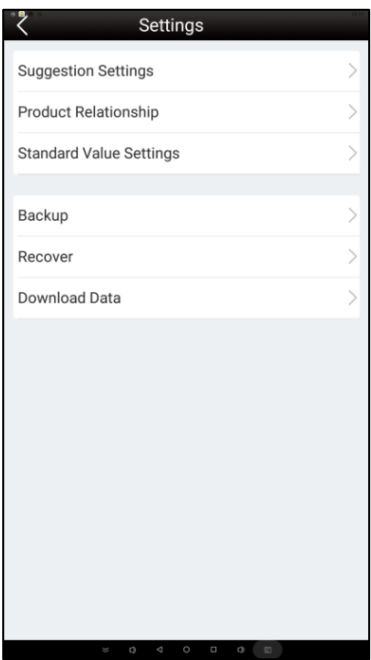 Settings
Suggestion Settings
Product Relationship
Standard Value Settings
Backup
Recover
Download Data